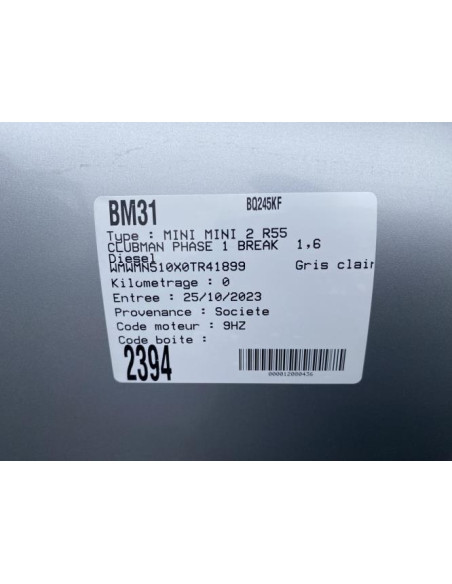 BM31 BQ245KF
Type : MINI MINI 2 R55
CLUBMAN PHASE 1 BREAK 1,6
Diesel
WMWMN510X0TR41899 Gris clair
Kilometrage : 0
Entree : 25/10/2023
Provenance : Societe
Code moteur : 9HZ
Code boite :
2394
000012000436